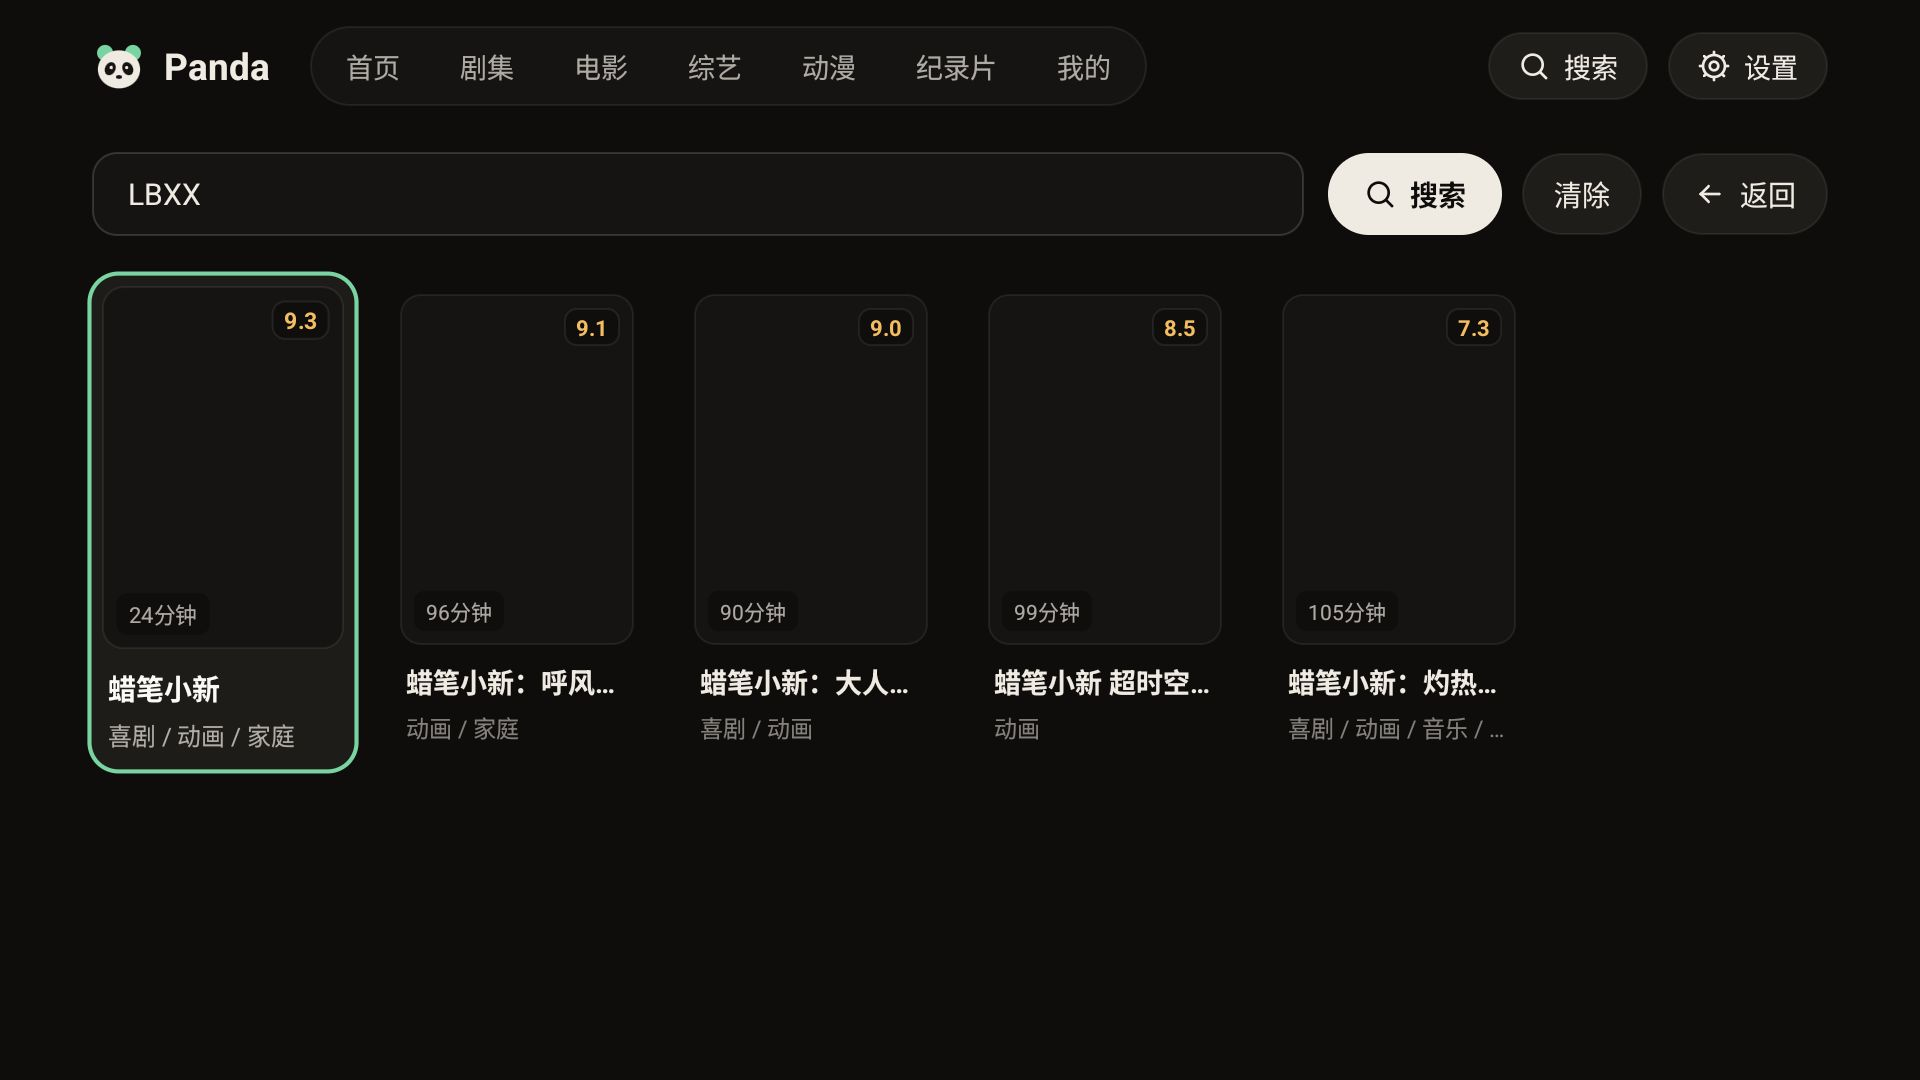 Panda
首页 剧集 电影 综艺 动漫 纪录片 我的
搜索 设置
LBXX
搜索 清除 返回
9.3
24分钟
蜡笔小新
喜剧 / 动画 / 家庭
9.1
96分钟
蜡笔小新：呼风...
动画 / 家庭
9.0
90分钟
蜡笔小新：大人...
喜剧 / 动画
8.5
99分钟
蜡笔小新 超时空...
动画
7.3
105分钟
蜡笔小新：灼热...
喜剧 / 动画 / 音乐 / ...